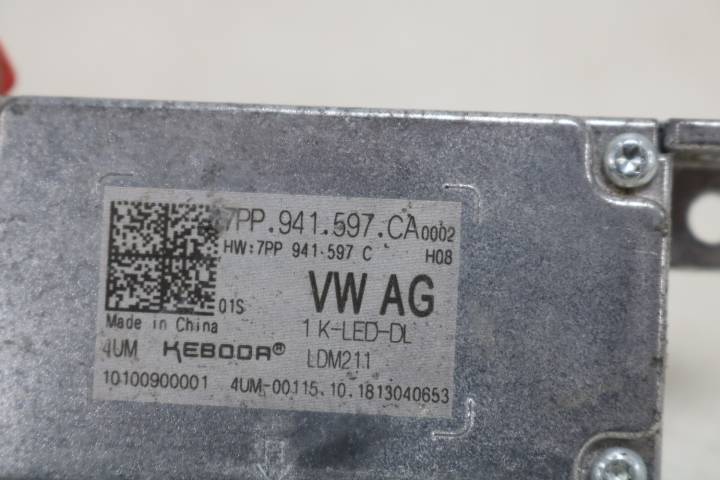 7PP.941.597.CA 0002
HW:7PP 941 597 C H08
VW AG
01S
Made in China
1 K-LED-DL
4UM KEBODA® LDM211
10100900001 4UM-00115.10.1813040653